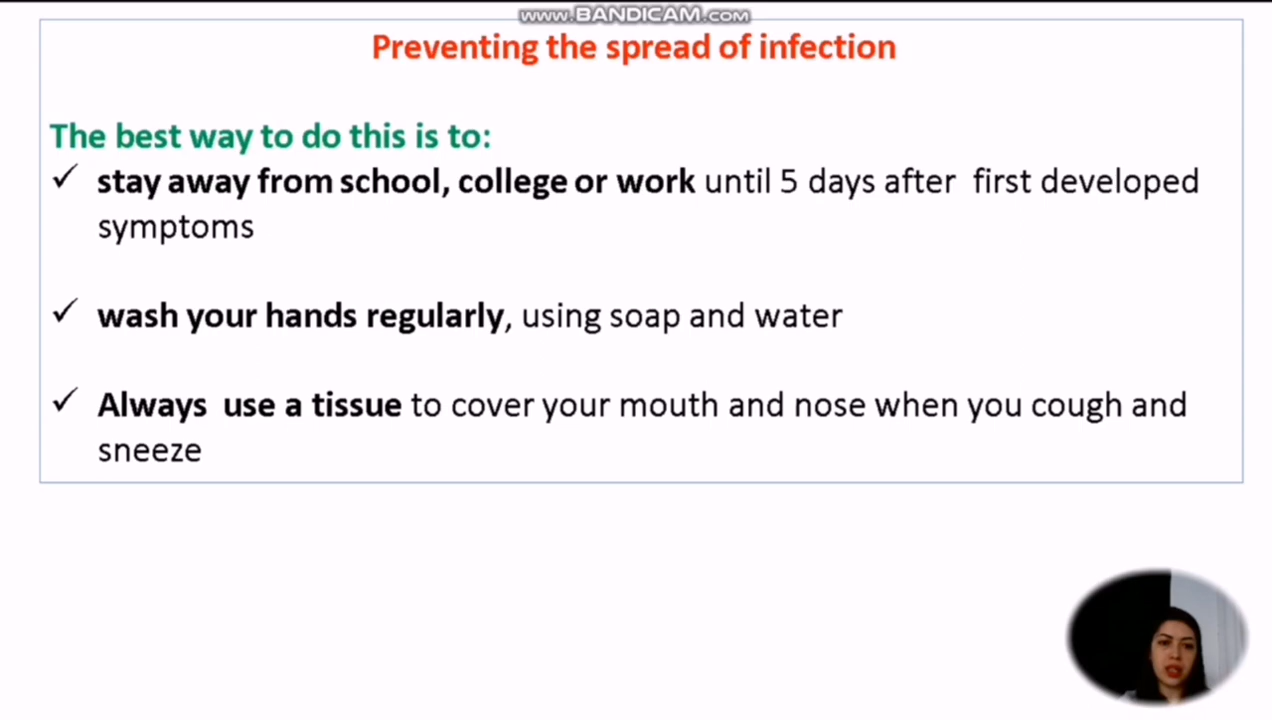 www.BANDICAM.com
Preventing the spread of infection
The best way to do this is to:
✓ stay away from school, college or work until 5 days after first developed
symptoms
✓ wash your hands regularly, using soap and water
✓ Always use a tissue to cover your mouth and nose when you cough and
sneeze